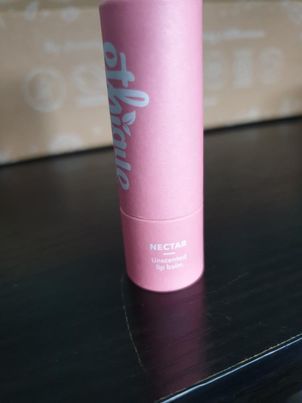 ethique
NECTAR
Unscented
lip balm